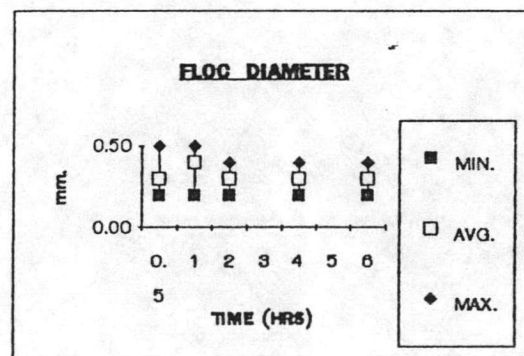 FLOC DIAMETER
0.50
mm.
0.00
0.5 1 2 3 4 5 6
TIME (HRS)
MIN.
AVG.
MAX.